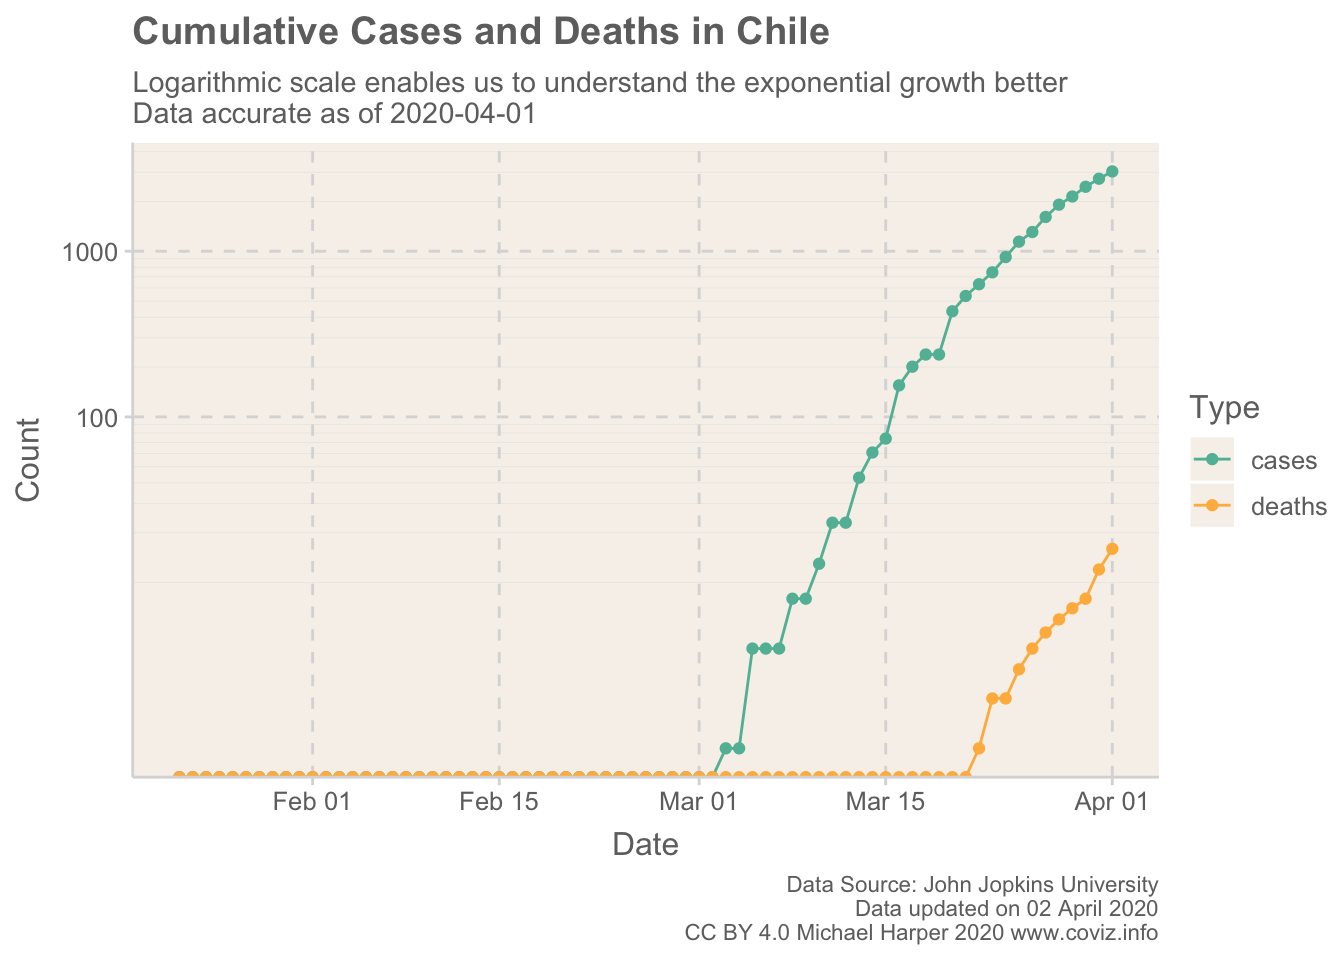 Cumulative Cases and Deaths in Chile
Logarithmic scale enables us to understand the exponential growth better
Data accurate as of 2020-04-01
1000
100
Count
Feb 01
Feb 15
Mar 01
Mar 15
Apr 01
Date
Type
cases
deaths
Data Source: John Jopkins University
Data updated on 02 April 2020
CC BY 4.0 Michael Harper 2020 www.coviz.info